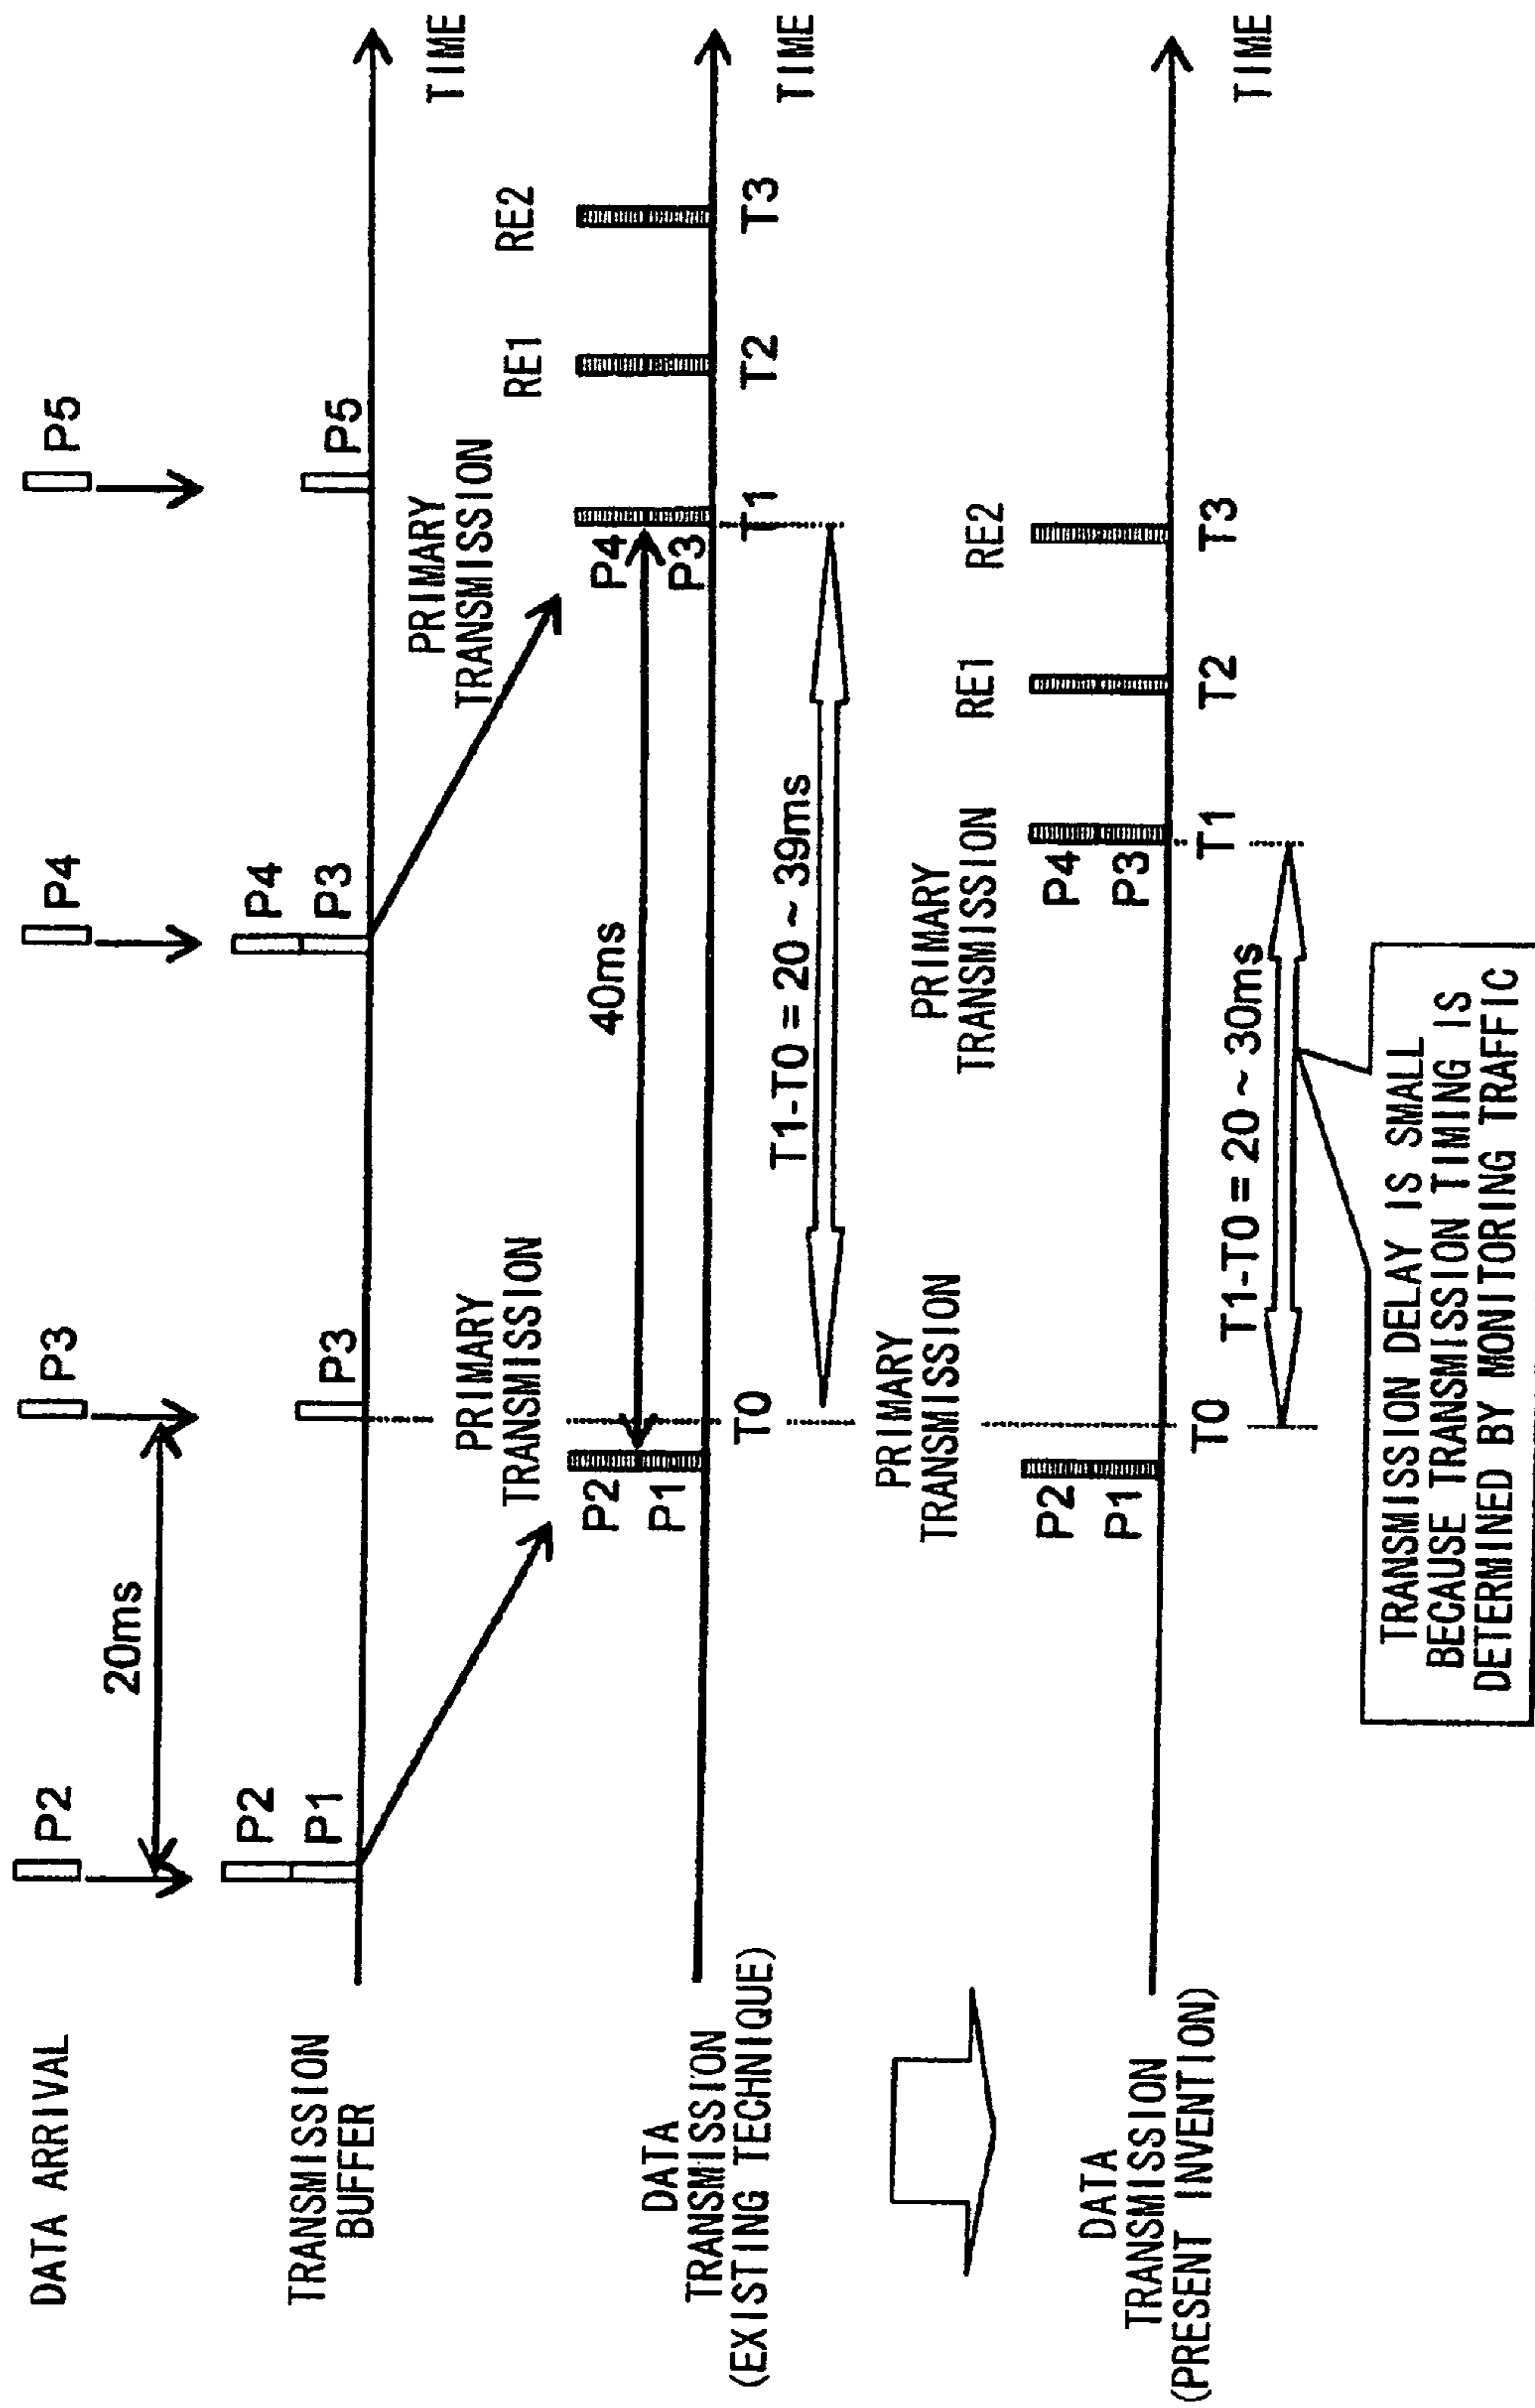 DATA ARRIVAL
P2
P3
P4
P5
20ms
TRANSMISSION
BUFFER
P2
P1
P3
P4
P3
P5
TIME
PRIMARY
TRANSMISSION
PRIMARY
TRANSMISSION
RE1
RE2
DATA
TRANSMISSION
(EXISTING TECHNIQUE)
P2
P1
40ms
P4
P3
T0
T1
T2
T3
TIME
T1-T0 = 20 ~ 39ms
PRIMARY
TRANSMISSION
PRIMARY
TRANSMISSION
RE1
RE2
DATA
TRANSMISSION
(PRESENT INVENTION)
P2
P1
P4
P3
T0
T1
T2
T3
TIME
T1-T0 = 20 ~ 30ms
TRANSMISSION DELAY IS SMALL
BECAUSE TRANSMISSION TIMING IS
DETERMINED BY MONITORING TRAFFIC